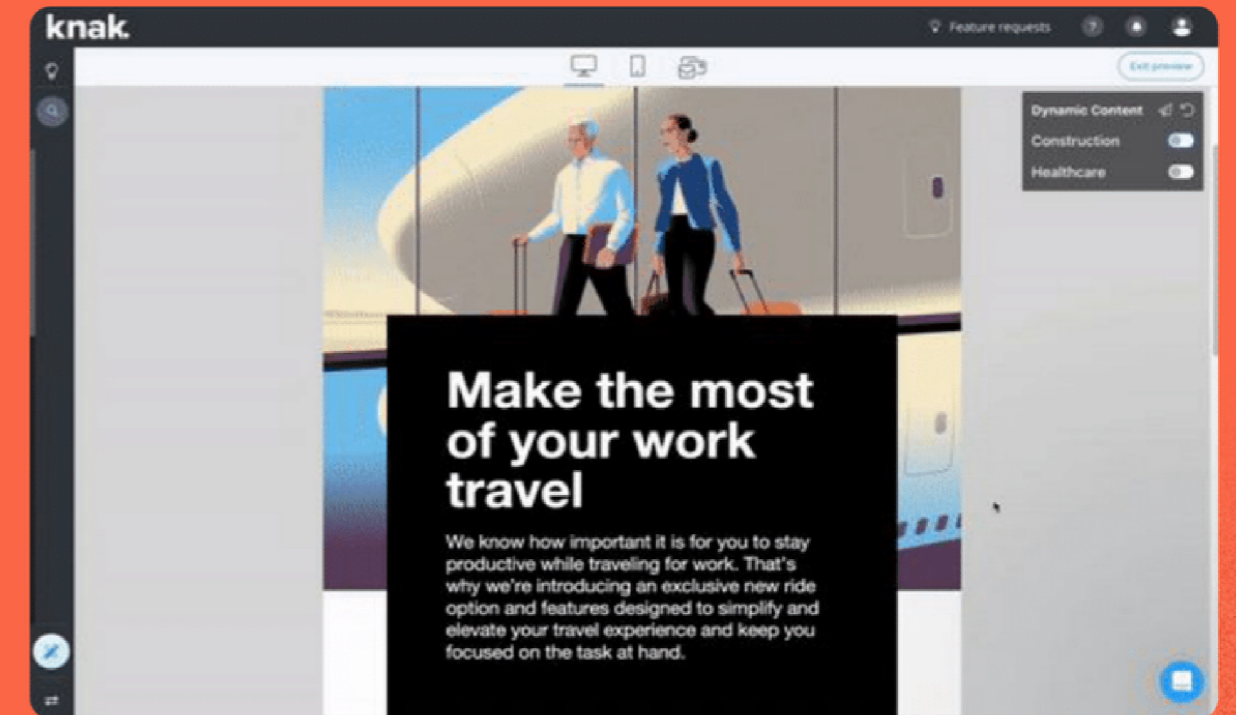 knak.
Feature requests
Exit preview
Dynamic Content
Construction
Healthcare
Make the most
of your work
travel
We know how important it is for you to stay
productive while traveling for work. That's
why we're introducing an exclusive new ride
option and features designed to simplify and
elevate your travel experience and keep you
focused on the task at hand.